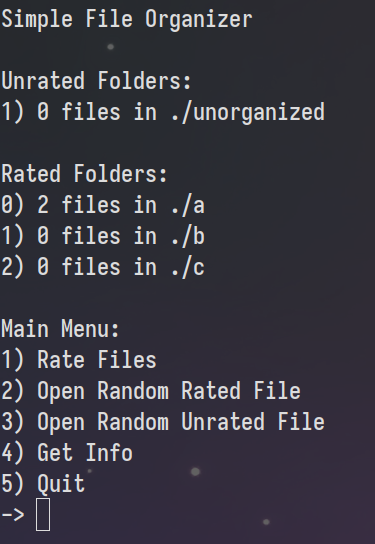 Simple File Organizer
Unrated Folders:
1) 0 files in ./unorganized
Rated Folders:
0) 2 files in ./a
1) 0 files in ./b
2) 0 files in ./c
Main Menu:
1) Rate Files
2) Open Random Rated File
3) Open Random Unrated File
4) Get Info
5) Quit
->